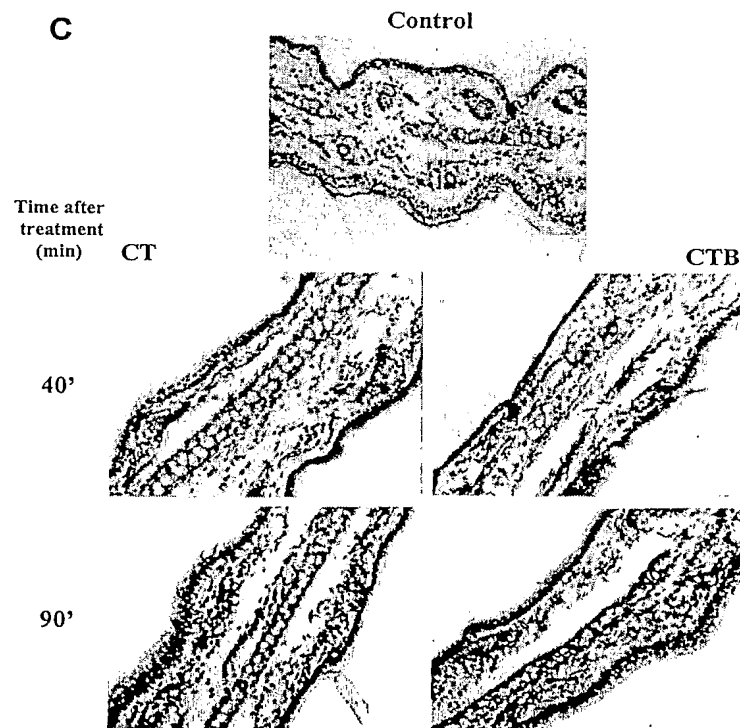 C
Control
Time after
treatment
(min)
CT
CTB
40’
90’